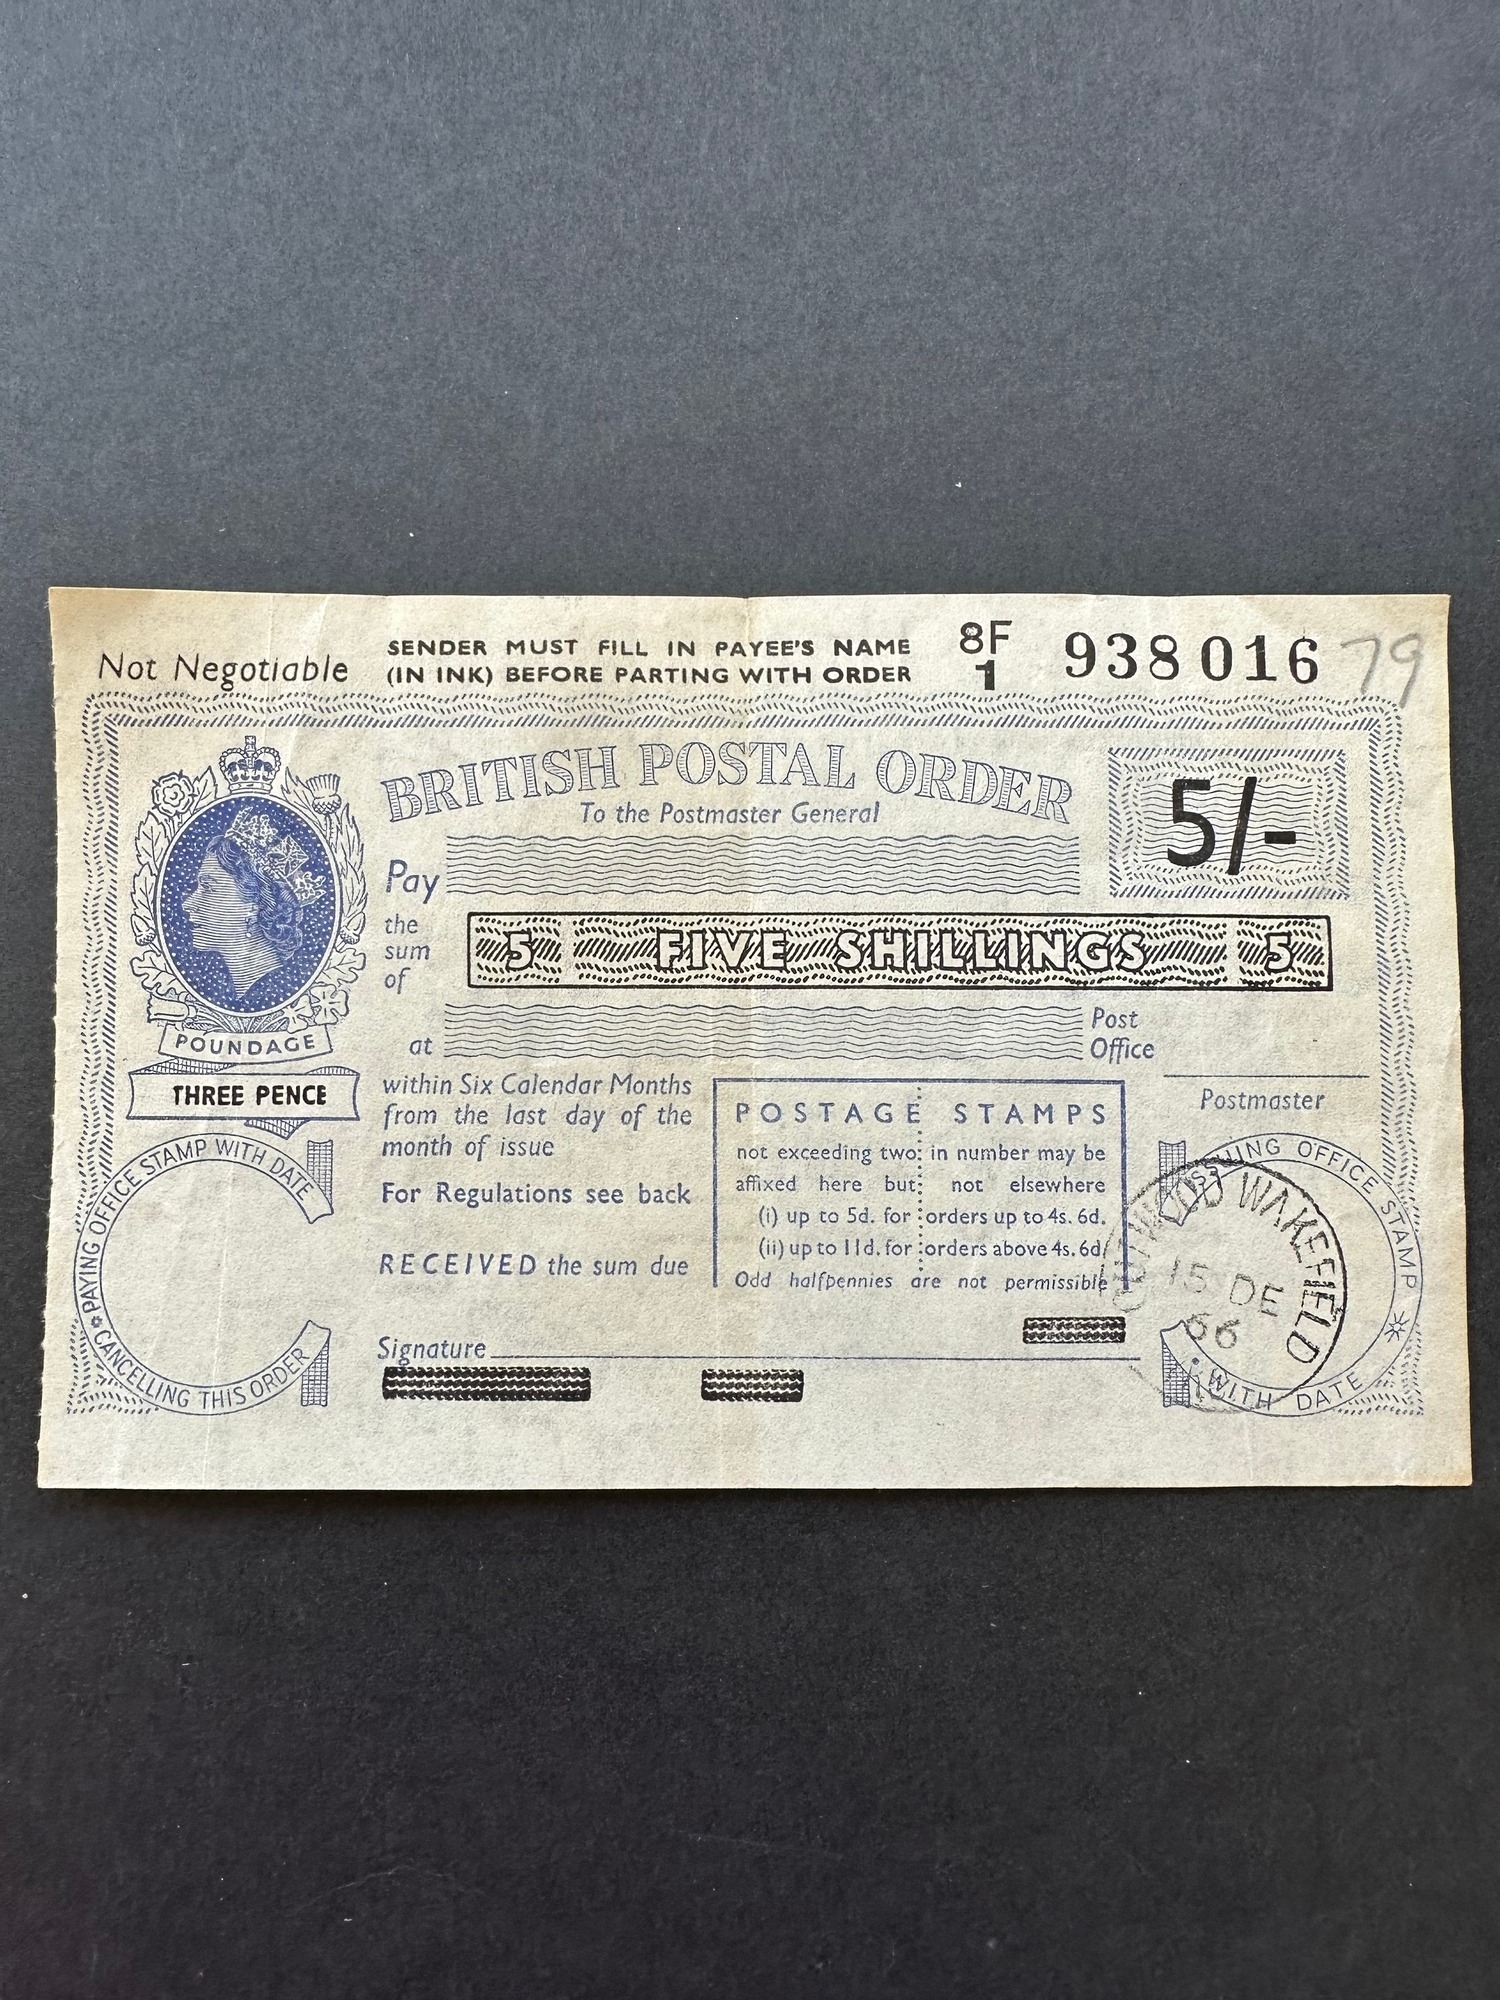 Not Negotiable
SENDER MUST FILL IN PAYEE'S NAME
(IN INK) BEFORE PARTING WITH ORDER
8F
1
938 016
79
BRITISH POSTAL ORDER
To the Postmaster General
5/-
Pay
the
sum
of
5 FIVE SHILLINGS 5
at
Post
Office
POUNDAGE
THREE PENCE
within Six Calendar Months
from the last day of the
month of issue
For Regulations see back
RECEIVED the sum due
Signature
POSTAGE STAMPS
not exceeding two in number may be
affixed here but not elsewhere
(i) up to 5d. for orders up to 4s. 6d.
(ii) up to 11d. for orders above 4s. 6d.
Odd halfpennies are not permissible
Postmaster
PAYING OFFICE STAMP WITH DATE
CANCELLING THIS ORDER
ISSUING OFFICE STAMP
WITH DATE
WAKEFIELD
15 DE
66